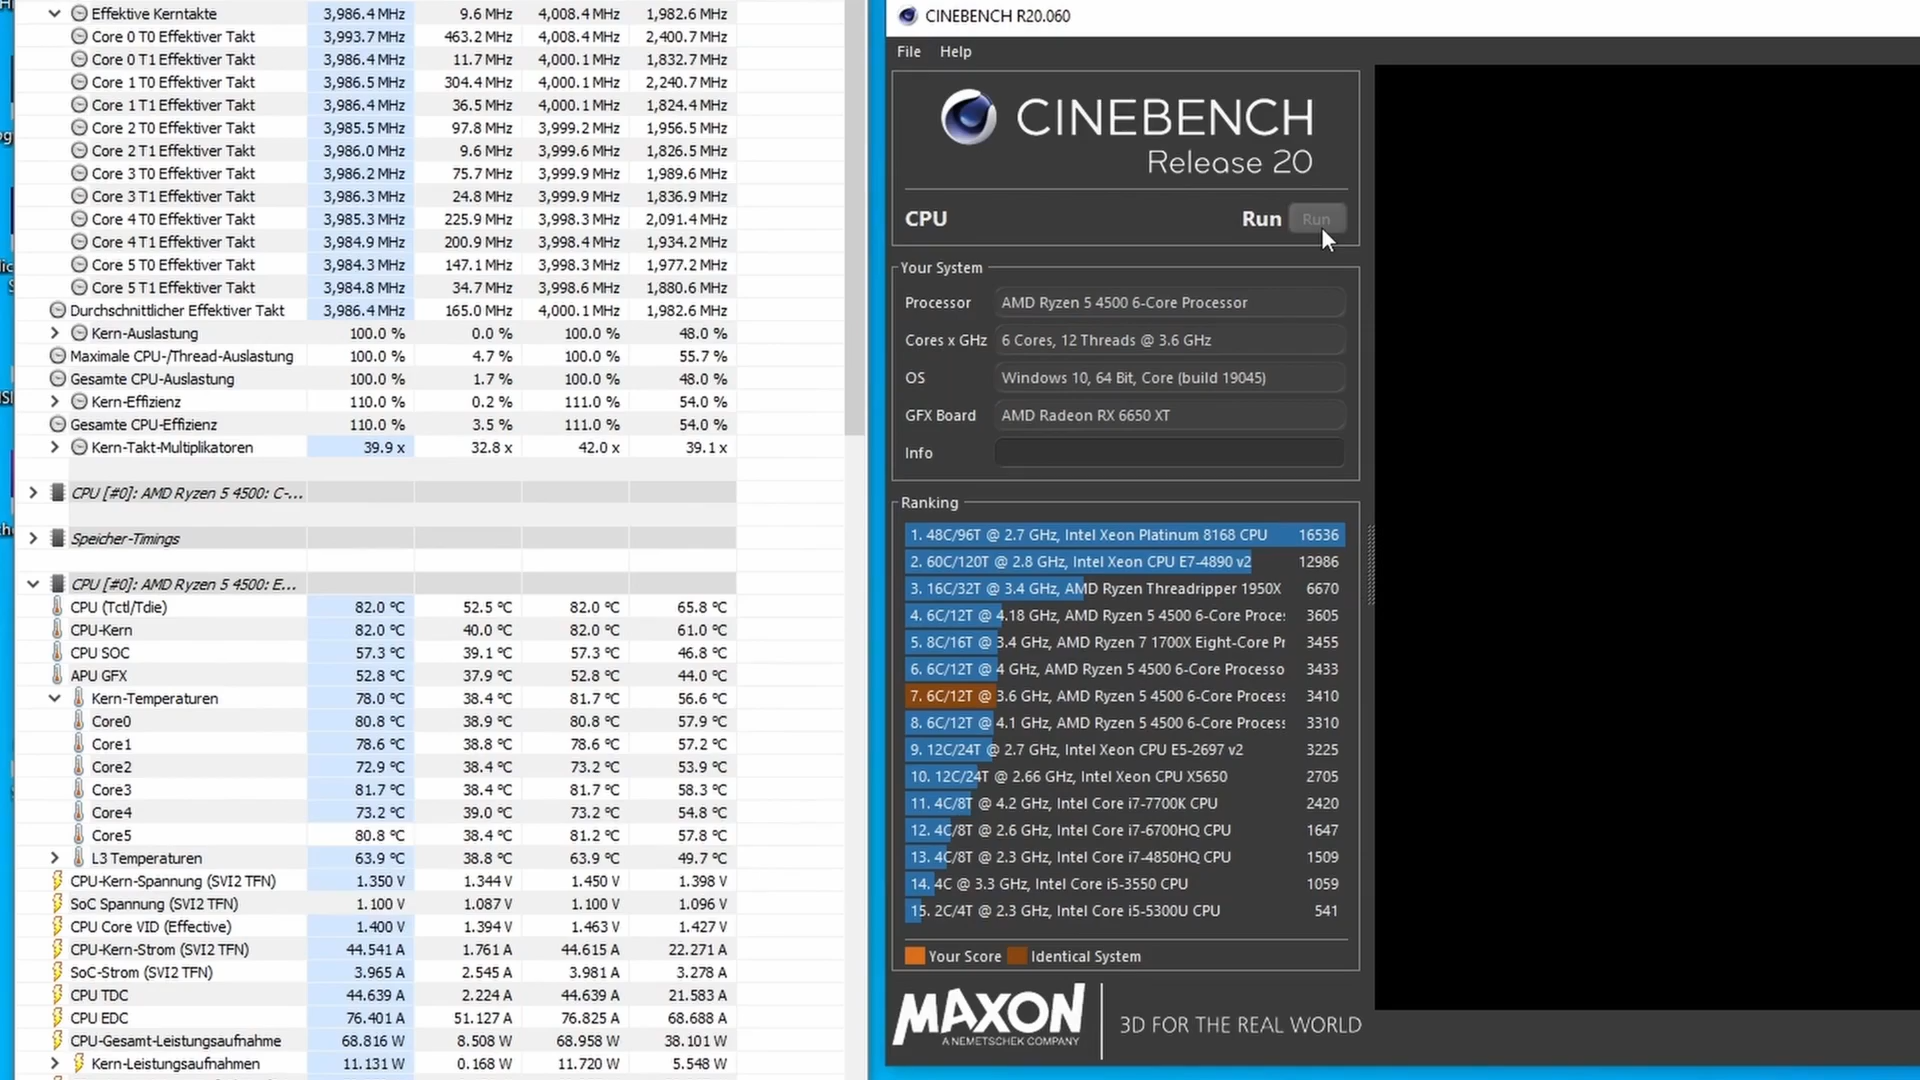 Effektive Kerntakte 3,986.4 MHz 9.6 MHz 4,008.4 MHz 1,982.6 MHz
Core 0 T0 Effektiver Takt 3,993.7 MHz 463.2 MHz 4,008.4 MHz 2,400.7 MHz
Core 0 T1 Effektiver Takt 3,986.4 MHz 11.7 MHz 4,000.1 MHz 1,832.7 MHz
Core 1 T0 Effektiver Takt 3,986.5 MHz 304.4 MHz 4,000.1 MHz 2,240.7 MHz
Core 1 T1 Effektiver Takt 3,986.4 MHz 36.5 MHz 4,000.1 MHz 1,824.4 MHz
Core 2 T0 Effektiver Takt 3,985.5 MHz 97.8 MHz 3,999.2 MHz 1,956.5 MHz
Core 2 T1 Effektiver Takt 3,986.0 MHz 9.6 MHz 3,999.6 MHz 1,826.5 MHz
Core 3 T0 Effektiver Takt 3,986.2 MHz 75.7 MHz 3,999.9 MHz 1,989.6 MHz
Core 3 T1 Effektiver Takt 3,986.3 MHz 24.8 MHz 3,999.9 MHz 1,836.9 MHz
Core 4 T0 Effektiver Takt 3,985.3 MHz 225.9 MHz 3,998.3 MHz 2,091.4 MHz
Core 4 T1 Effektiver Takt 3,984.9 MHz 200.9 MHz 3,998.4 MHz 1,934.2 MHz
Core 5 T0 Effektiver Takt 3,984.3 MHz 147.1 MHz 3,998.3 MHz 1,977.2 MHz
Core 5 T1 Effektiver Takt 3,984.8 MHz 34.7 MHz 3,998.6 MHz 1,880.6 MHz
Durchschnittlicher Effektiver Takt 3,986.4 MHz 165.0 MHz 4,000.1 MHz 1,982.6 MHz
Kern-Auslastung 100.0 % 0.0 % 100.0 % 48.0 %
Maximale CPU-/Thread-Auslastung 100.0 % 4.7 % 100.0 % 55.7 %
Gesamte CPU-Auslastung 100.0 % 1.7 % 100.0 % 48.0 %
Kern-Effizienz 110.0 % 0.2 % 111.0 % 54.0 %
Gesamte CPU-Effizienz 110.0 % 3.5 % 111.0 % 54.0 %
Kern-Takt-Multiplikatoren 39.9 x 32.8 x 42.0 x 39.1 x
CPU [#0]: AMD Ryzen 5 4500: C-...
Speicher-Timings
CPU [#0]: AMD Ryzen 5 4500: E...
CPU (Tctl/Tdie) 82.0 °C 52.5 °C 82.0 °C 65.8 °C
CPU-Kern 82.0 °C 40.0 °C 82.0 °C 61.0 °C
CPU SOC 57.3 °C 39.1 °C 57.3 °C 46.8 °C
APU GFX 52.8 °C 37.9 °C 52.8 °C 44.0 °C
Kern-Temperaturen 78.0 °C 38.4 °C 81.7 °C 56.6 °C
Core0 80.8 °C 38.9 °C 80.8 °C 57.9 °C
Core1 78.6 °C 38.8 °C 78.6 °C 57.2 °C
Core2 72.9 °C 38.4 °C 73.2 °C 53.9 °C
Core3 81.7 °C 38.4 °C 81.7 °C 58.3 °C
Core4 73.2 °C 39.0 °C 73.2 °C 54.8 °C
Core5 80.8 °C 38.4 °C 81.2 °C 57.8 °C
L3 Temperaturen 63.9 °C 38.8 °C 63.9 °C 49.7 °C
CPU-Kern-Spannung (SVI2 TFN) 1.350 V 1.344 V 1.450 V 1.398 V
SoC Spannung (SVI2 TFN) 1.100 V 1.087 V 1.100 V 1.096 V
CPU Core VID (Effective) 1.400 V 1.394 V 1.463 V 1.427 V
CPU-Kern-Strom (SVI2 TFN) 44.541 A 1.761 A 44.615 A 22.271 A
SoC-Strom (SVI2 TFN) 3.965 A 2.545 A 3.981 A 3.278 A
CPU TDC 44.639 A 2.224 A 44.639 A 21.583 A
CPU EDC 76.401 A 51.127 A 76.825 A 68.688 A
CPU-Gesamt-Leistungsaufnahme 68.816 W 8.508 W 68.958 W 38.101 W
Kern-Leistungsaufnahmen 11.131 W 0.168 W 11.720 W 5.548 W
CINEBENCH R20.060
File Help
CINEBENCH
Release 20
CPU Run Run
Your System
Processor AMD Ryzen 5 4500 6-Core Processor
Cores x GHz 6 Cores, 12 Threads @ 3.6 GHz
OS Windows 10, 64 Bit, Core (build 19045)
GFX Board AMD Radeon RX 6650 XT
Info
Ranking
1. 48C/96T @ 2.7 GHz, Intel Xeon Platinum 8168 CPU 16536
2. 60C/120T @ 2.8 GHz, Intel Xeon CPU E7-4890 v2 12986
3. 16C/32T @ 3.4 GHz, AMD Ryzen Threadripper 1950X 6670
4. 6C/12T @ 4.18 GHz, AMD Ryzen 5 4500 6-Core Proce: 3605
5. 8C/16T @ 3.4 GHz, AMD Ryzen 7 1700X Eight-Core Pr 3455
6. 6C/12T @ 4 GHz, AMD Ryzen 5 4500 6-Core Processo 3433
7. 6C/12T @ 3.6 GHz, AMD Ryzen 5 4500 6-Core Process 3410
8. 6C/12T @ 4.1 GHz, AMD Ryzen 5 4500 6-Core Process 3310
9. 12C/24T @ 2.7 GHz, Intel Xeon CPU E5-2697 v2 3225
10. 12C/24T @ 2.66 GHz, Intel Xeon CPU X5650 2705
11. 4C/8T @ 4.2 GHz, Intel Core i7-7700K CPU 2420
12. 4C/8T @ 2.6 GHz, Intel Core i7-6700HQ CPU 1647
13. 4C/8T @ 2.3 GHz, Intel Core i7-4850HQ CPU 1509
14. 4C @ 3.3 GHz, Intel Core i5-3550 CPU 1059
15. 2C/4T @ 2.3 GHz, Intel Core i5-5300U CPU 541
Your Score Identical System
MAXON
A NEMETSCHEK COMPANY
3D FOR THE REAL WORLD